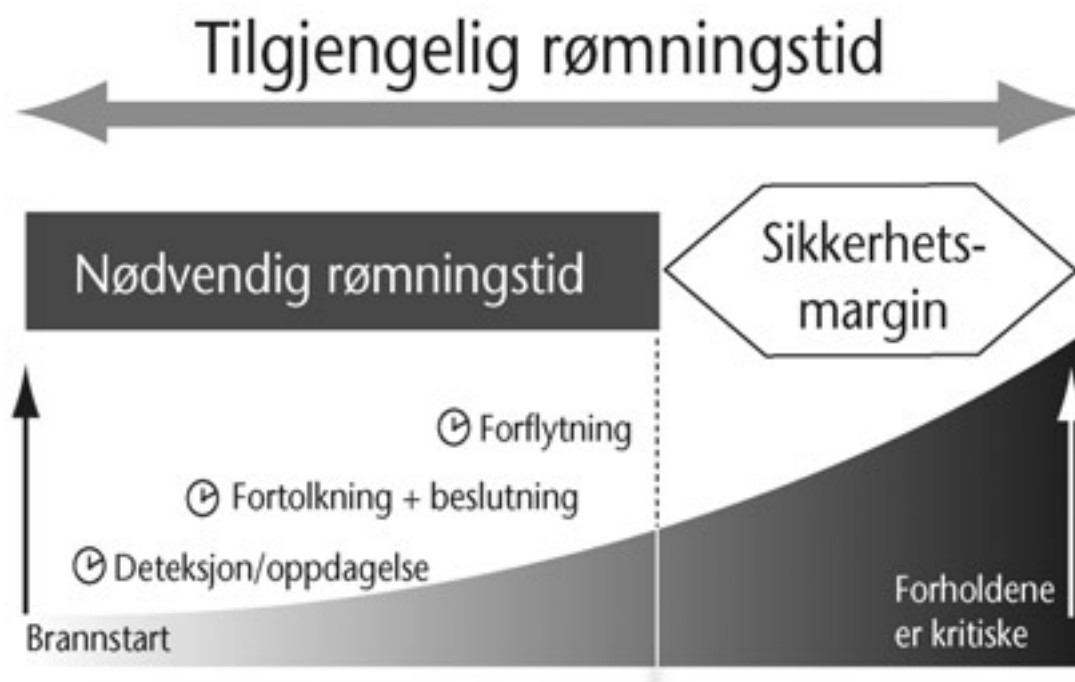 Tilgjengelig rømningstid
Nødvendig rømningstid
Sikkerhets-
margin
Forflytning
Fortolkning + beslutning
Deteksjon/oppdagelse
Brannstart
Forholdene
er kritiske